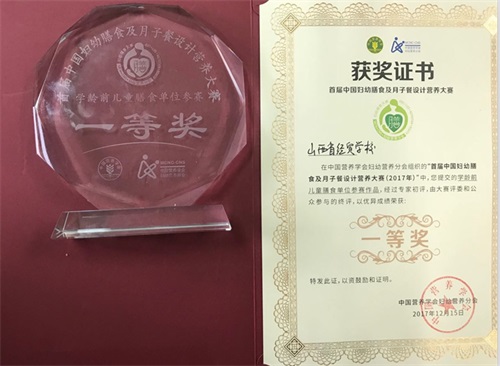 首届中国妇幼膳食及月子餐设计营养大赛
学龄前儿童膳食单位参赛
一等奖
获奖证书
首届中国妇幼膳食及月子餐设计营养大赛
山西省经贸学校:
在中国营养学会妇幼营养分会组织的“首届中国妇幼膳
食及月子餐设计营养大赛(2017年)”中,您提交的学龄前
儿童膳食单位参赛作品,经过专家初评,由大赛评委和公
众参与的终评,以优异成绩荣获:
一等奖
特发此证,以资鼓励和证明。
中国营养学会妇幼营养分会
2017年12月15日